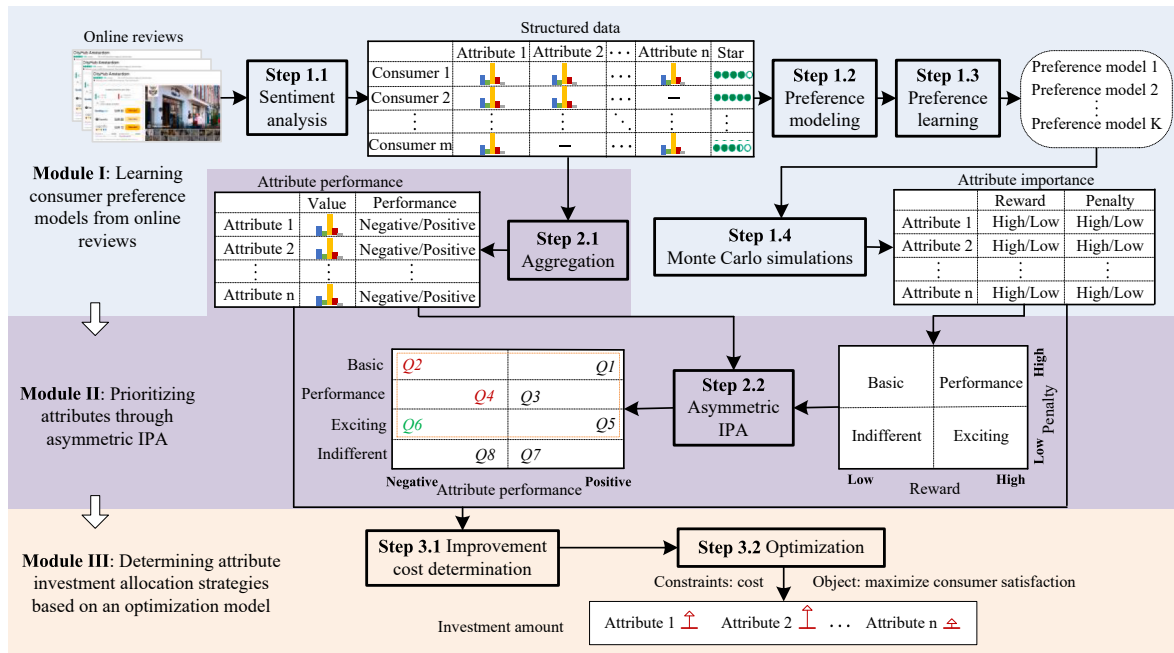 Online reviews
Structured data
Attribute 1 Attribute 2 ··· Attribute n Star
Consumer 1 ···
Consumer 2 ··· —
Consumer m — ···
Step 1.1
Sentiment
analysis
Step 1.2
Preference
modeling
Step 1.3
Preference
learning
Preference model 1
Preference model 2
Preference model K
Module I: Learning
consumer preference
models from online
reviews
Attribute performance
Value Performance
Attribute 1 Negative/Positive
Attribute 2 Negative/Positive
Attribute n Negative/Positive
Step 2.1
Aggregation
Step 1.4
Monte Carlo simulations
Attribute importance
Reward Penalty
Attribute 1 High/Low High/Low
Attribute 2 High/Low High/Low
Attribute n High/Low High/Low
Module II: Prioritizing
attributes through
asymmetric IPA
Basic Q2 Q1
Performance Q4 Q3
Exciting Q6 Q5
Indifferent Q8 Q7
Negative Positive
Attribute performance
Step 2.2
Asymmetric
IPA
Basic Performance
Indifferent Exciting
High
Penalty
Low
Low High
Reward
Module III: Determining attribute
investment allocation strategies
based on an optimization model
Step 3.1 Improvement
cost determination
Step 3.2 Optimization
Constraints: cost Object: maximize consumer satisfaction
Investment amount
Attribute 1 Attribute 2 ··· Attribute n